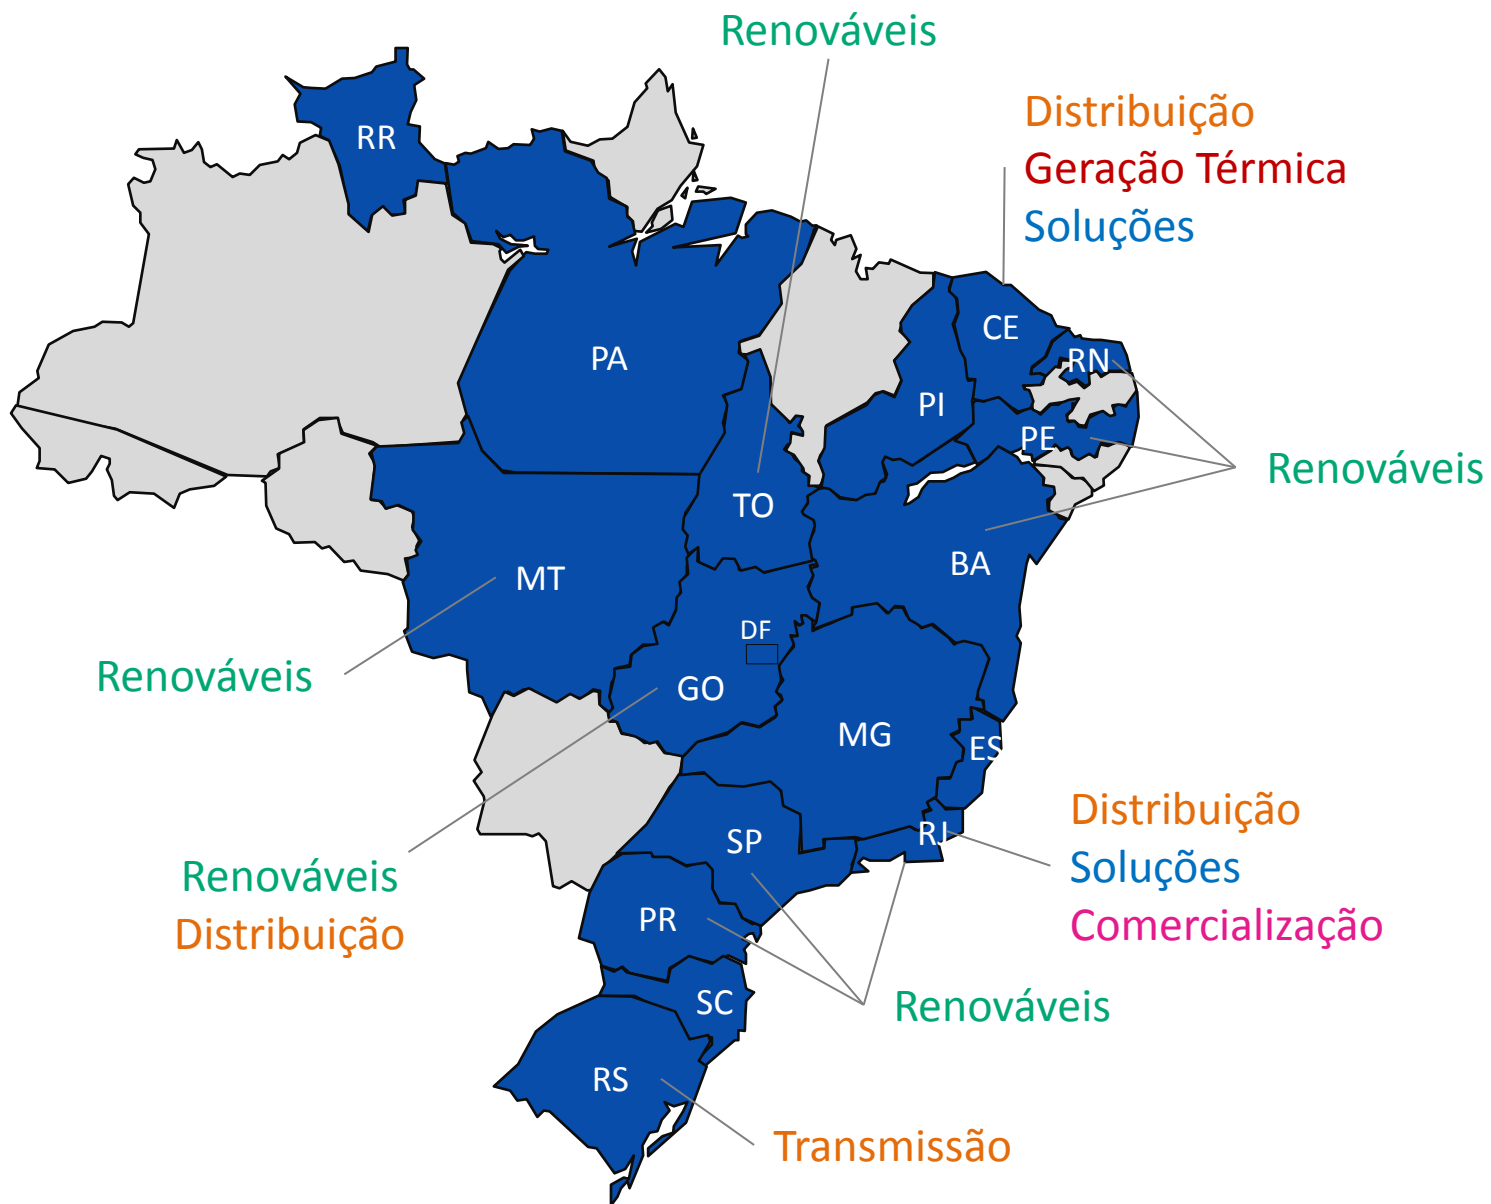 Renováveis
Distribuição
Geração Térmica
Soluções
RR
PA
CE
RN
PI
PE
Renováveis
TO
BA
MT
DF
Renováveis
GO
MG
ES
Distribuição
Soluções
Comercialização
RJ
SP
Renováveis
Distribuição
PR
SC
Renováveis
RS
Transmissão